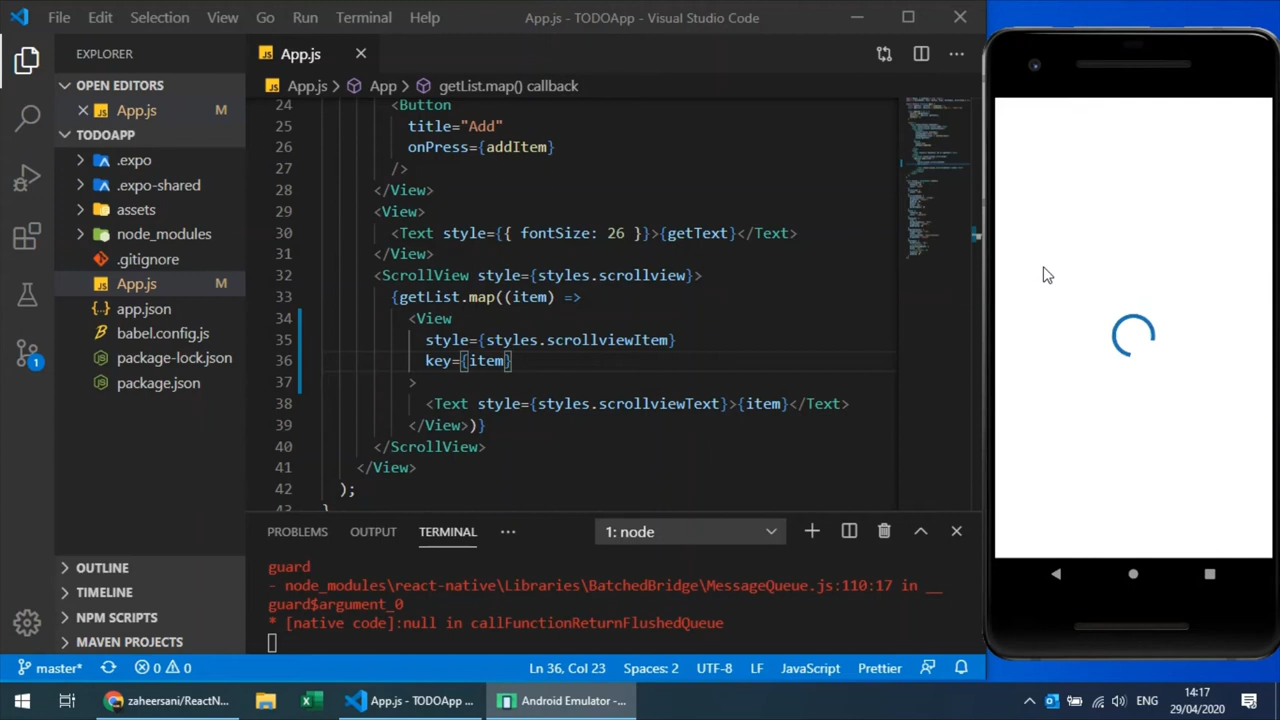 File Edit Selection View Go Run Terminal Help App.js - TODOApp - Visual Studio Code
EXPLORER
OPEN EDITORS
App.js M
TODOAPP
.expo
.expo-shared
assets
node_modules
.gitignore
App.js M
app.json
babel.config.js
package-lock.json
package.json
OUTLINE
TIMELINE
NPM SCRIPTS
MAVEN PROJECTS
1
JS App.js
JS App.js > App > getList.map() callback
24 <Button
25 title="Add"
26 onPress={addItem}
27 />
28 </View>
29 <View>
30 <Text style={{ fontSize: 26 }}>{getText}</Text>
31 </View>
32 <ScrollView style={styles.scrollview}>
33 {getList.map((item) =>
34 <View
35 style={styles.scrollviewItem}
36 key={item}
37 >
38 <Text style={styles.scrollviewText}>{item}</Text>
39 </View>)}
40 </ScrollView>
41 </View>
42 );
PROBLEMS OUTPUT TERMINAL ··· 1: node
guard
- node_modules\react-native\Libraries\BatchedBridge\MessageQueue.js:110:17 in __
guard$argument_0
* [native code]:null in callFunctionReturnFlushedQueue
master* 0 0 Ln 36, Col 23 Spaces: 2 UTF-8 LF JavaScript Prettier
zaheersani/ReactN... App.js - TODOApp ... Android Emulator -... ENG 14:17
29/04/2020